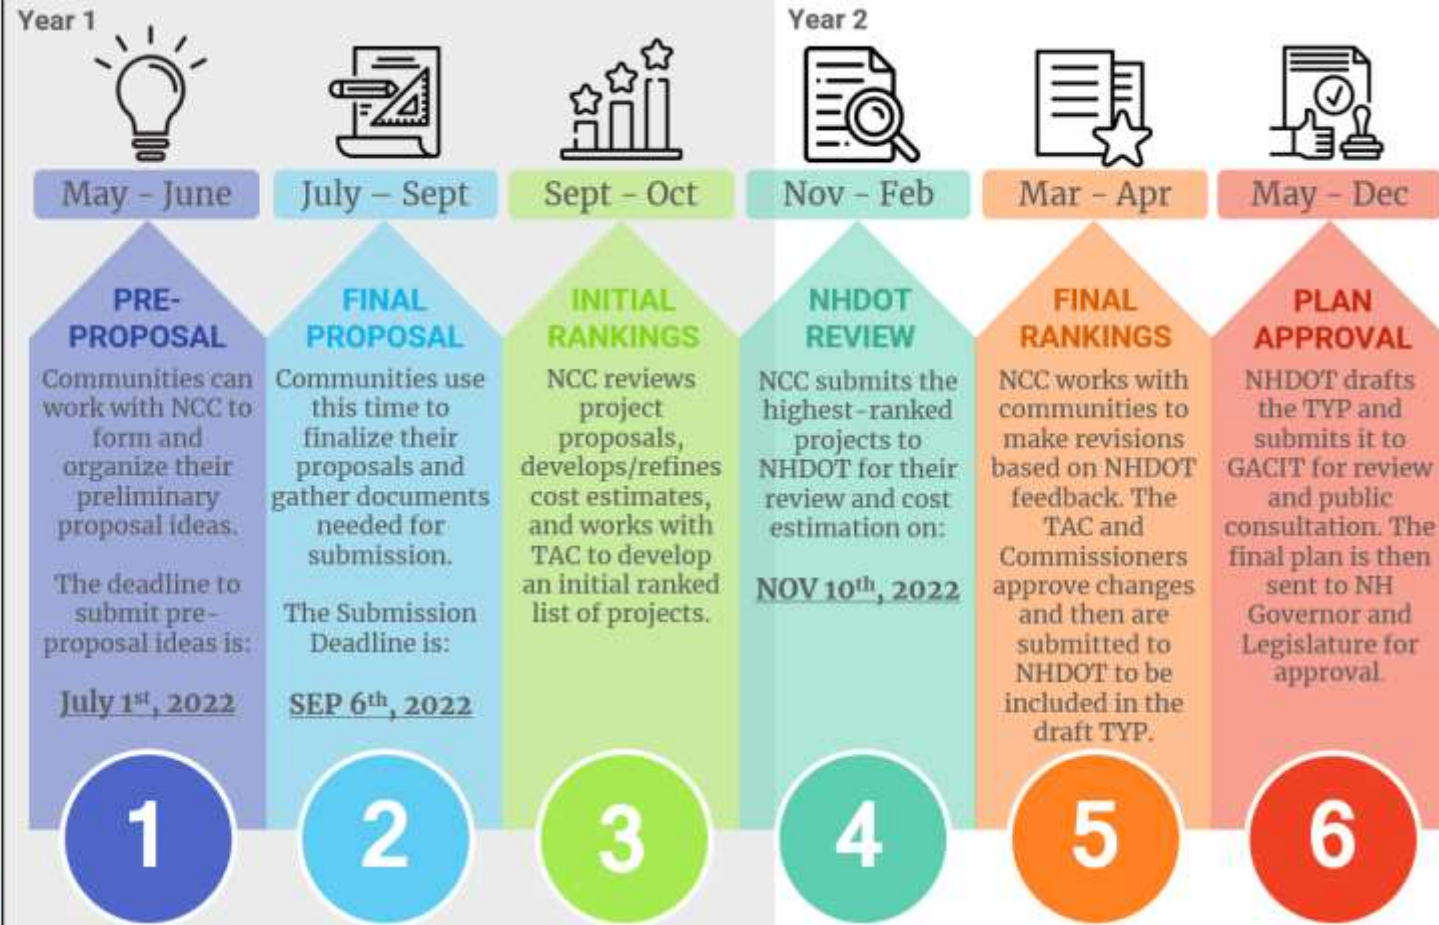 Year 1
Year 2
May - June
July – Sept
Sept - Oct
Nov - Feb
Mar - Apr
May - Dec
PRE-
PROPOSAL
Communities can
work with NCC to
form and
organize their
preliminary
proposal ideas.
The deadline to
submit pre-
proposal ideas is:
July 1st, 2022
1
FINAL
PROPOSAL
Communities use
this time to
finalize their
proposals and
gather documents
needed for
submission.
The Submission
Deadline is:
SEP 6th, 2022
2
INITIAL
RANKINGS
NCC reviews
project
proposals,
develops/refines
cost estimates,
and works with
TAC to develop
an initial ranked
list of projects.
3
NHDOT
REVIEW
NCC submits the
highest-ranked
projects to
NHDOT for their
review and cost
estimation on:
NOV 10th, 2022
4
FINAL
RANKINGS
NCC works with
communities to
make revisions
based on NHDOT
feedback. The
TAC and
Commissioners
approve changes
and then are
submitted to
NHDOT to be
included in the
draft TYP.
5
PLAN
APPROVAL
NHDOT drafts
the TYP and
submits it to
GACIT for review
and public
consultation. The
final plan is then
sent to NH
Governor and
Legislature for
approval.
6